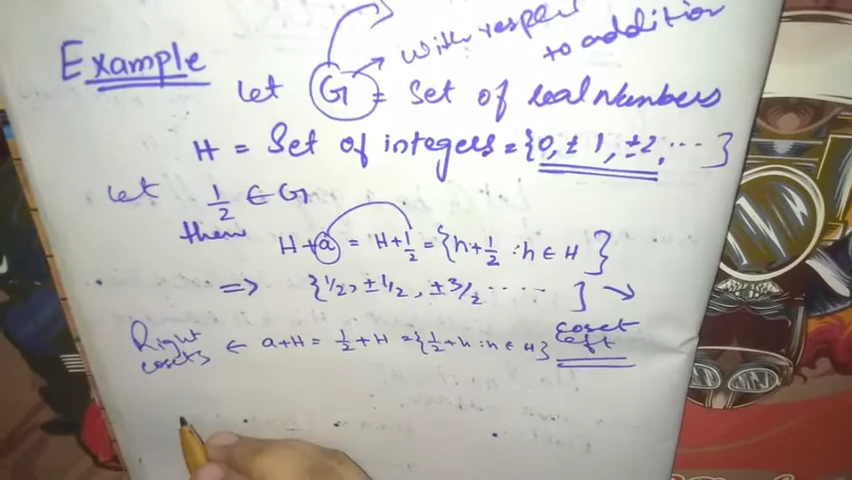 With respect
to addition
Example
Let G = Set of real numbers
H = Set of integers = {0, ± 1, ±2, ... }
Let 1/2 ∈ G
then
H+a = H+1/2 = {h+1/2 : h ∈ H }
=> {1/2, ±1/2, ±3/2 ...... } →
coset
left
Right
cosets ← a+H = 1/2 + H = {1/2 + h : h ∈ H}